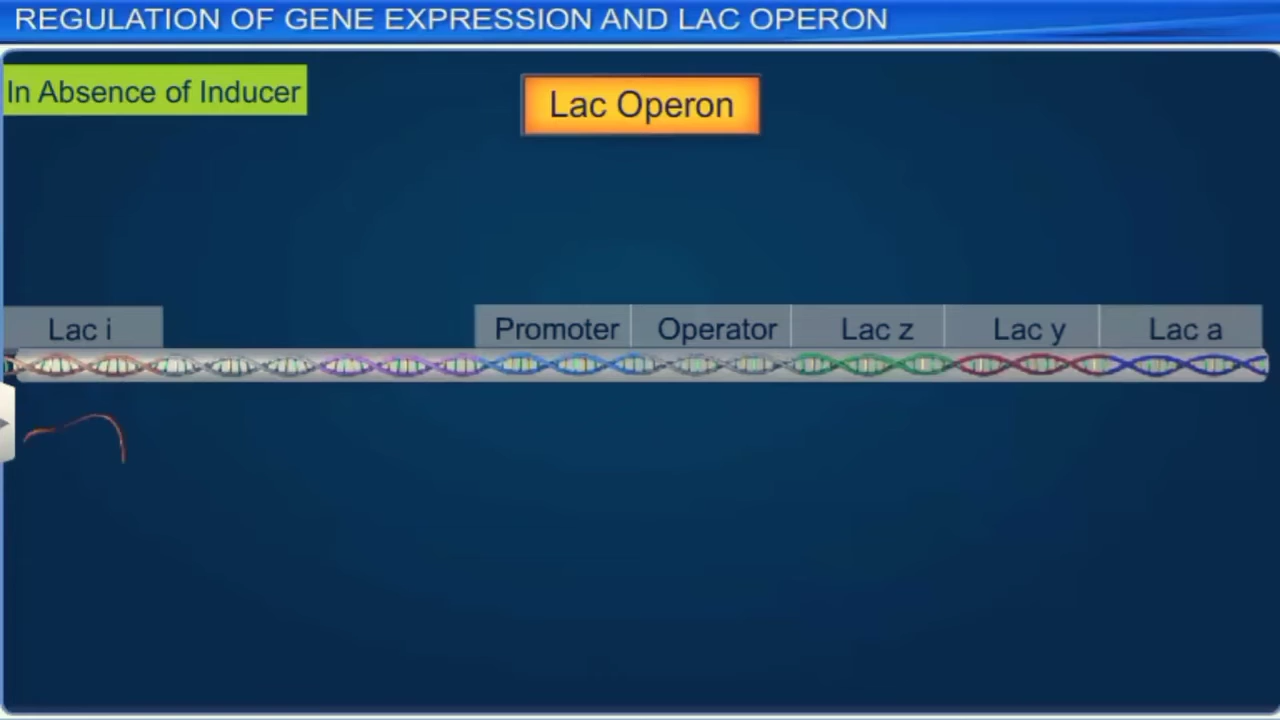 REGULATION OF GENE EXPRESSION AND LAC OPERON
In Absence of Inducer
Lac Operon
Lac i
Promoter
Operator
Lac z
Lac y
Lac a